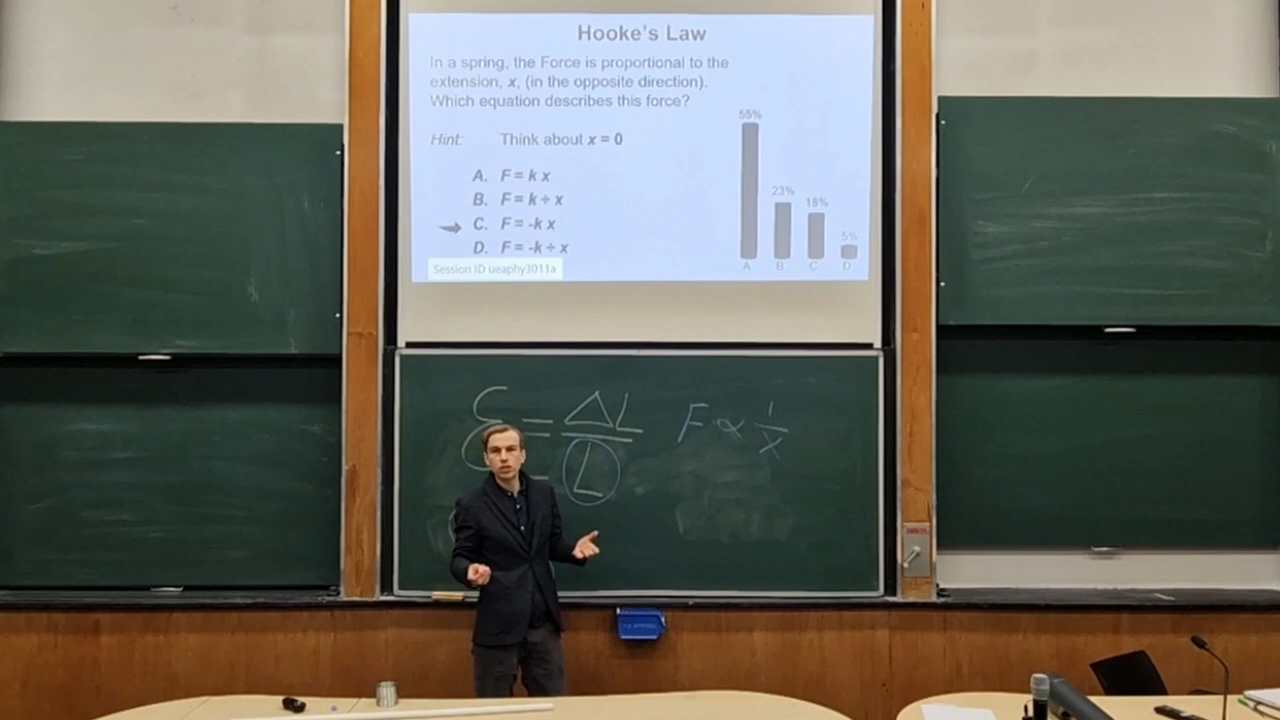 Hooke's Law
In a spring, the Force is proportional to the
extension, x, (in the opposite direction).
Which equation describes this force?
Hint: Think about x = 0
A. F = k x
B. F = k ÷ x
C. F = -k x
D. F = -k ÷ x
Session ID ueaphy3011a
55%
23%
18%
5%
A B C D
ε = ΔL / L
F ∝ 1 / x